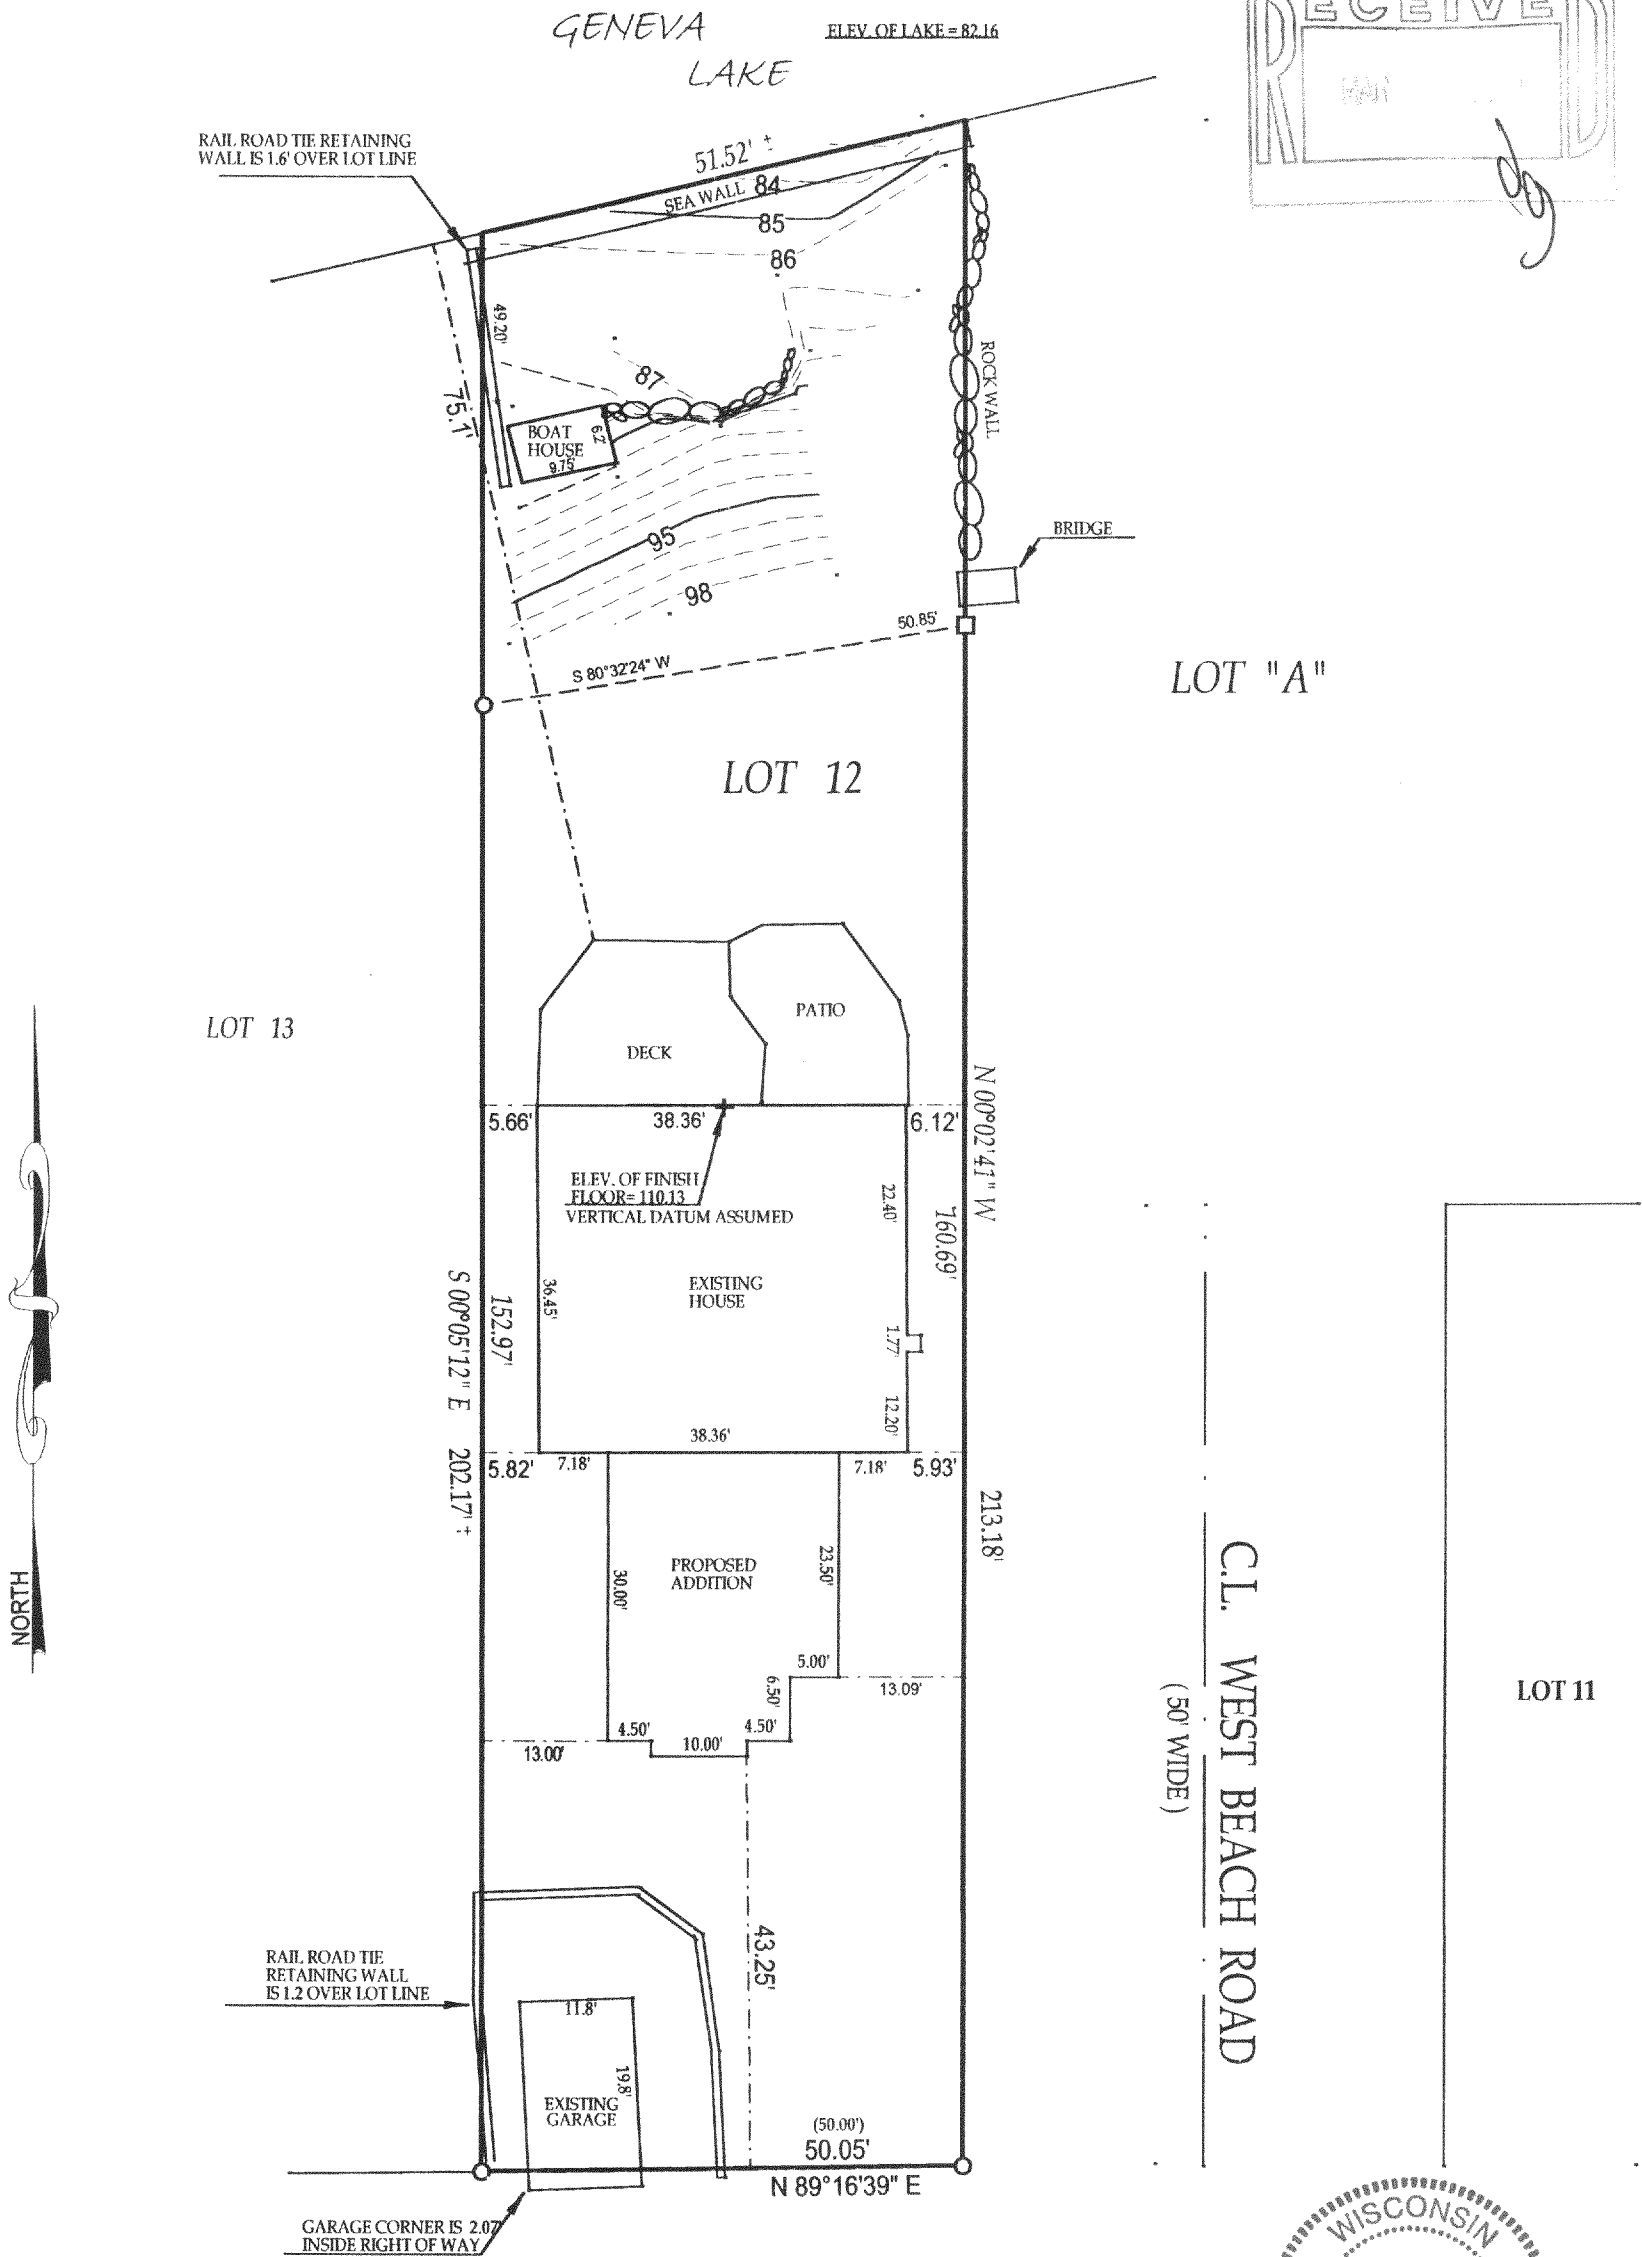 GENEVA
LAKE
ELEV. OF LAKE = 82.16
RECEIVED
MAR
RAIL ROAD TIE RETAINING
WALL IS 1.6' OVER LOT LINE
51.52' ±
SEA WALL
84
85
86
49.20'
75.1'
87
ROCK WALL
BOAT
HOUSE
9.75'
6.2'
95
98
BRIDGE
50.85'
S 80°32'24" W
LOT "A"
LOT 12
LOT 13
PATIO
DECK
5.66'
38.36'
6.12'
N 00°02'41" W
160.69'
ELEV. OF FINISH
FLOOR= 110.13
VERTICAL DATUM ASSUMED
22.40'
36.45'
EXISTING
HOUSE
1.77'
12.20'
S 00°05'12" E 202.17' ±
152.97'
38.36'
5.82'
7.18'
7.18'
5.93'
213.18'
PROPOSED
ADDITION
30.00'
23.50'
5.00'
6.50'
13.09'
4.50'
4.50'
10.00'
13.00'
NORTH
C.L. WEST BEACH ROAD
( 50' WIDE )
LOT 11
43.25'
RAIL ROAD TIE
RETAINING WALL
IS 1.2 OVER LOT LINE
11.8'
19.8'
EXISTING
GARAGE
(50.00')
50.05'
N 89°16'39" E
GARAGE CORNER IS 2.07'
INSIDE RIGHT OF WAY
WISCONSIN